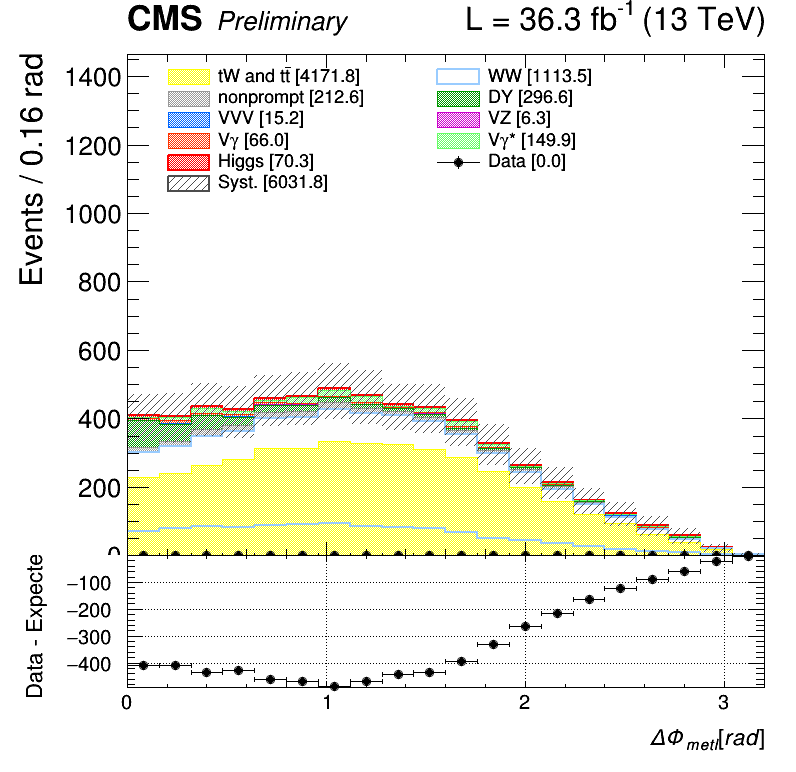 CMS Preliminary L = 36.3 fb⁻¹ (13 TeV)
Events / 0.16 rad
1400
1200
1000
800
600
400
200
0
tW and tt̄ [4171.8]
nonprompt [212.6]
VVV [15.2]
Vγ [66.0]
Higgs [70.3]
Syst. [6031.8]
WW [1113.5]
DY [296.6]
VZ [6.3]
Vγ* [149.9]
Data [0.0]
Data - Expecte
−100
−200
−300
−400
0 1 2 3
ΔΦ metl [rad]